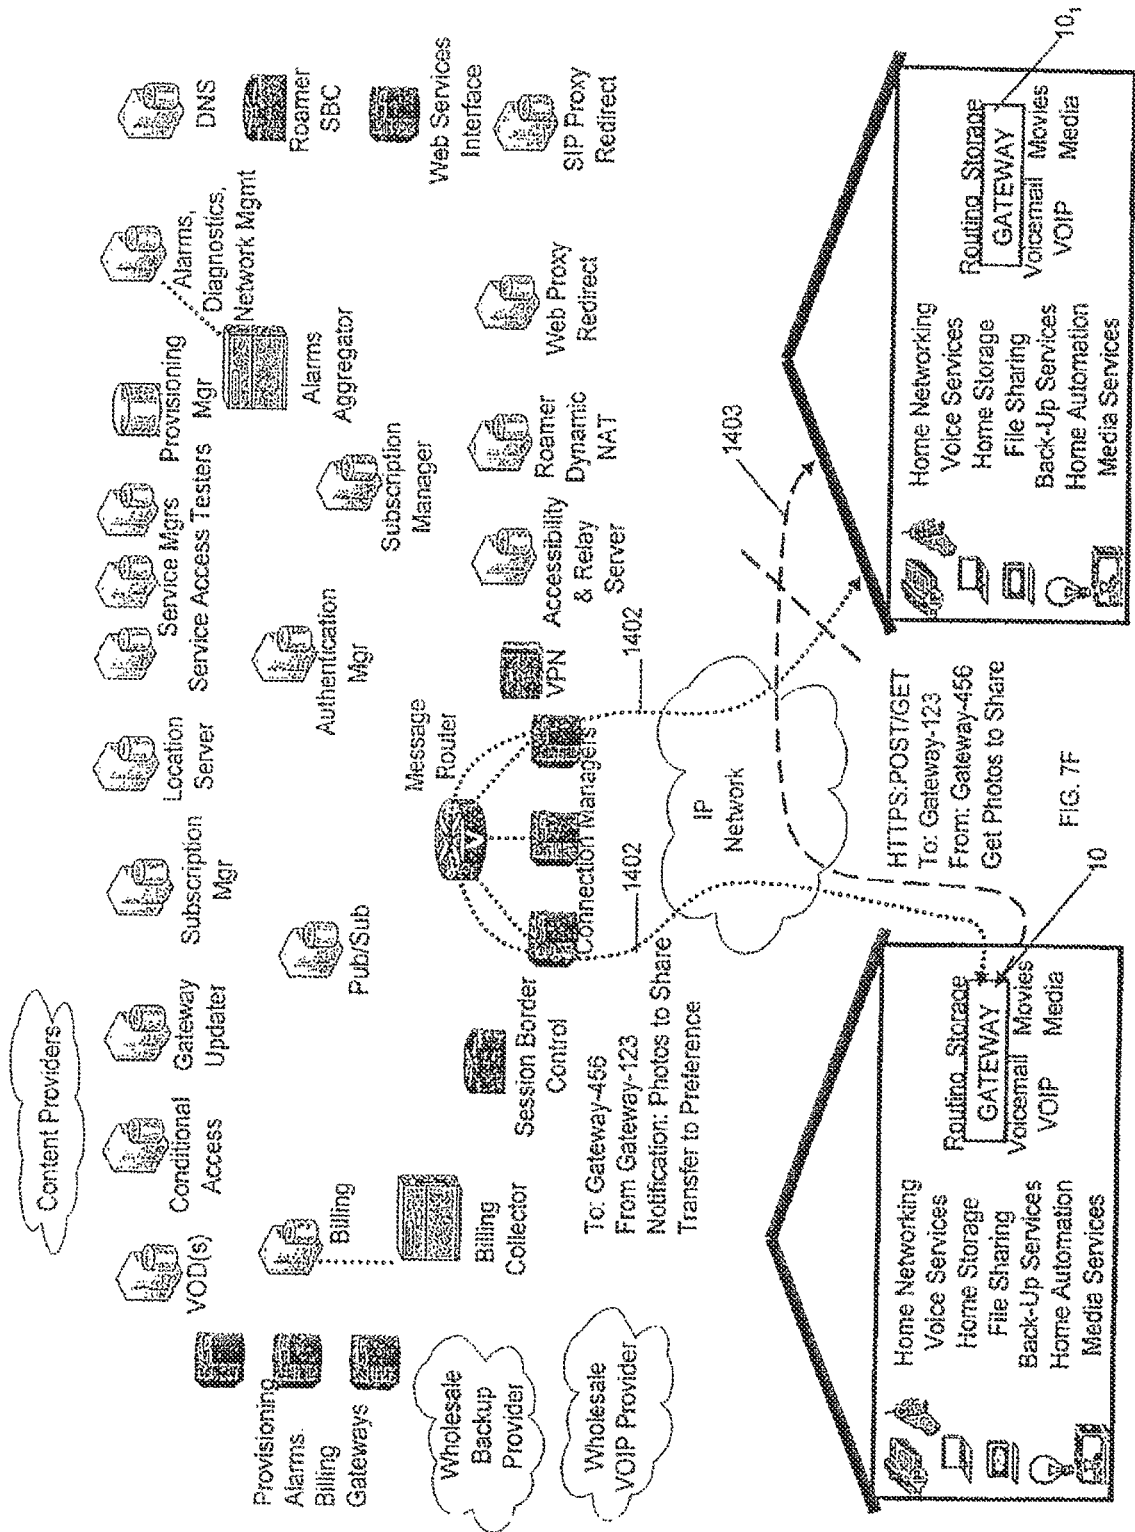 Content Providers
VOD(s)
Conditional
Access
Gateway
Updater
Subscription
Mgr
Location
Server
Service Mgrs
Service Access Testers
Provisioning
Mgr
Alarms,
Diagnostics,
Network Mgmt
DNS
Provisioning
Alarms
Billing
Gateways
Billing
Pub/Sub
Authentication
Mgr
Subscription
Manager
Alarms
Aggregator
Roamer
SBC
Billing
Collector
Message
Router
Web Services
Interface
Wholesale
Backup
Provider
Session Border
Control
Connection Managers
VPN
Accessibility
& Relay
Server
Roamer
Dynamic
NAT
Web Proxy
Redirect
SIP Proxy
Redirect
Wholesale
VOIP Provider
To: Gateway-456
From Gateway-123
Notification: Photos to Share
Transfer to Preference
1402
1402
IP
Network
1403
HTTPS:POST/GET
To: Gateway-123
From: Gateway-456
Get Photos to Share
Home Networking
Voice Services
Home Storage
File Sharing
Back-Up Services
Home Automation
Media Services
Routing Storage
GATEWAY
Voicemail Movies
VOIP Media
10
IP
Home Networking
Voice Services
Home Storage
File Sharing
Back-Up Services
Home Automation
Media Services
Routing Storage
GATEWAY
Voicemail Movies
VOIP Media
10₁
FIG. 7F